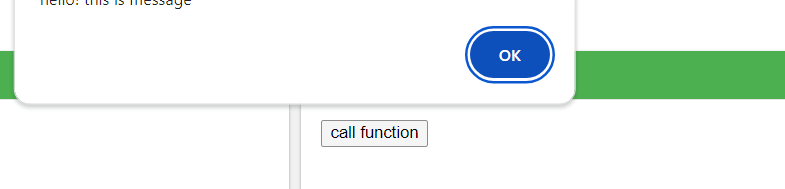 hello! this is message
OK
call function